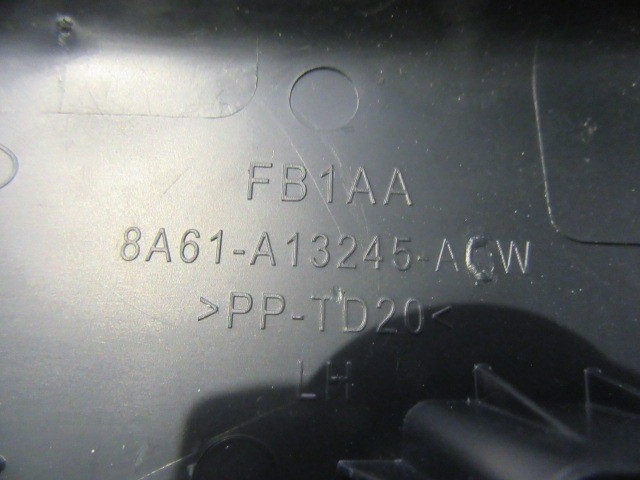 FB1AA
8A61-A13245-ACW
>PP-TD20<
LH